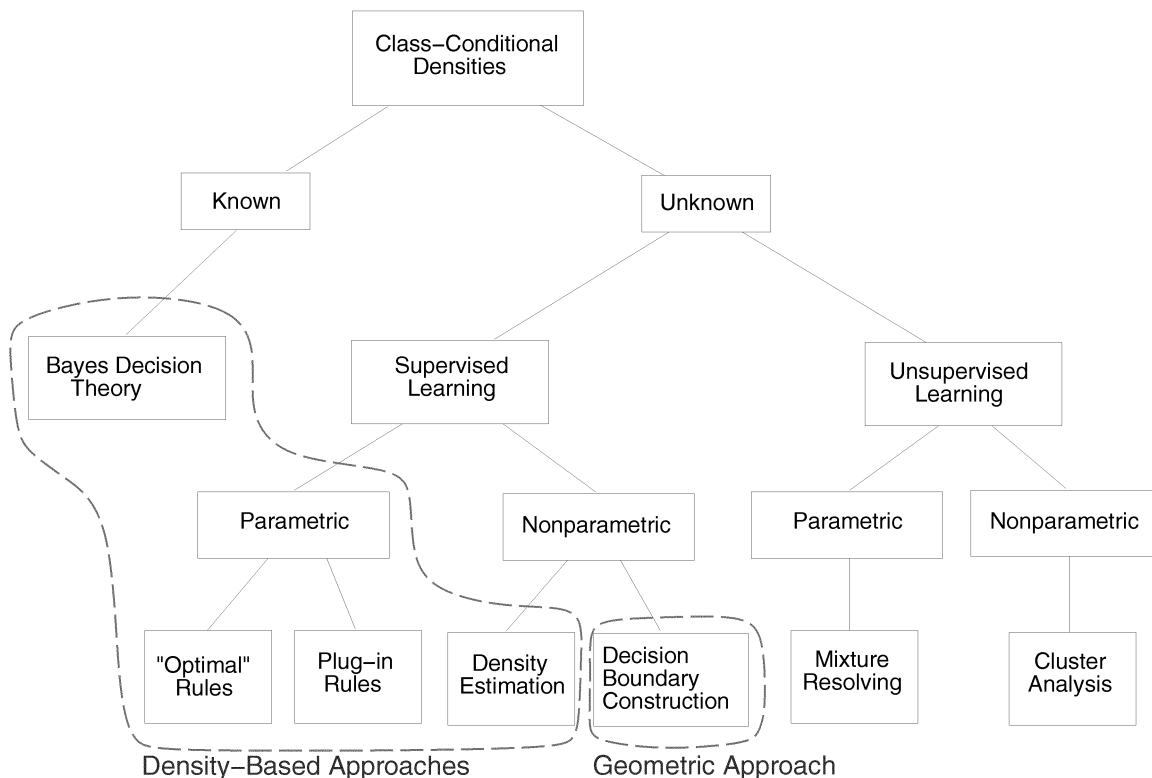 Class–Conditional
Densities
Known
Unknown
Bayes Decision
Theory
Supervised
Learning
Unsupervised
Learning
Parametric
Nonparametric
Parametric
Nonparametric
"Optimal"
Rules
Plug–in
Rules
Density
Estimation
Decision
Boundary
Construction
Mixture
Resolving
Cluster
Analysis
Density–Based Approaches
Geometric Approach